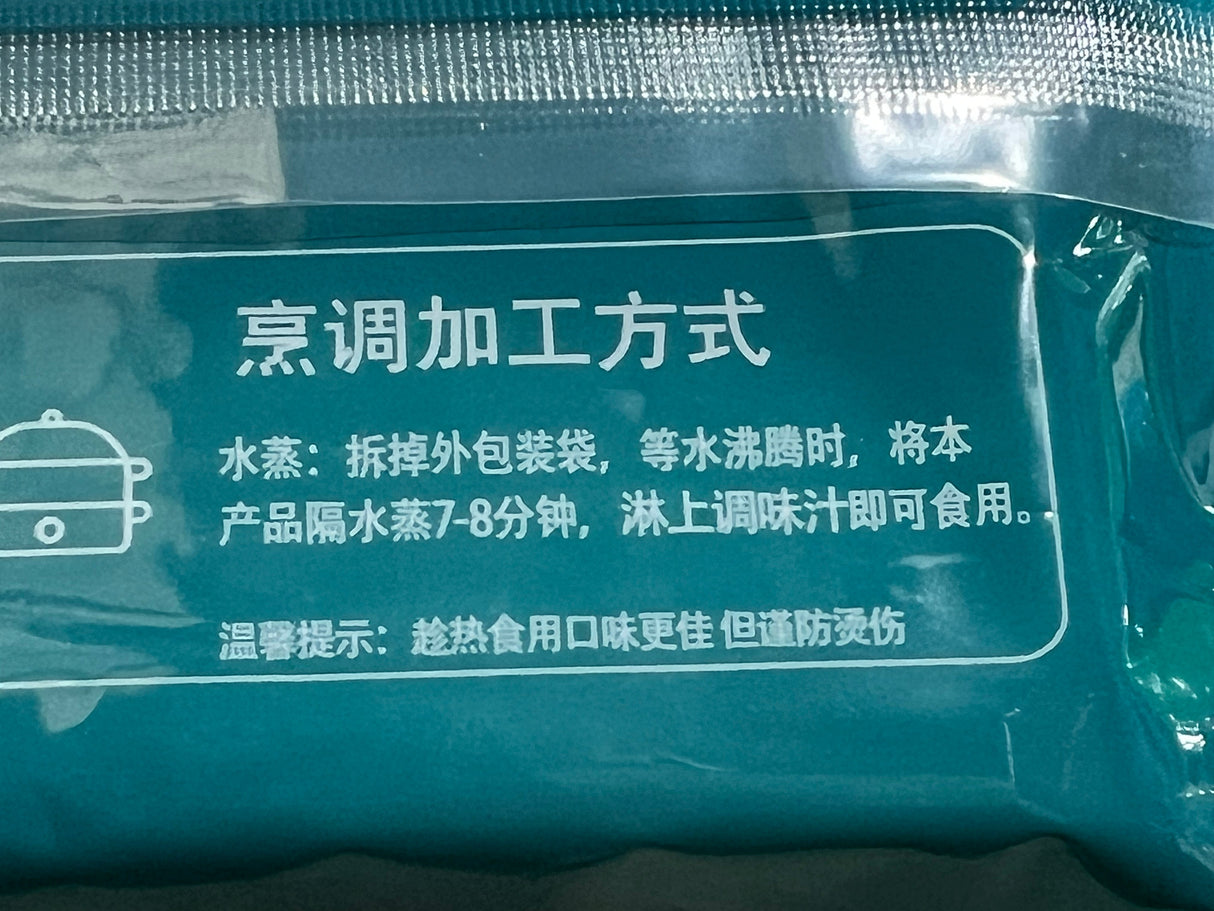 烹调加工方式
水蒸：拆掉外包装袋，等水沸腾时，将本
产品隔水蒸7-8分钟，淋上调味汁即可食用。
温馨提示：趁热食用口味更佳 但谨防烫伤